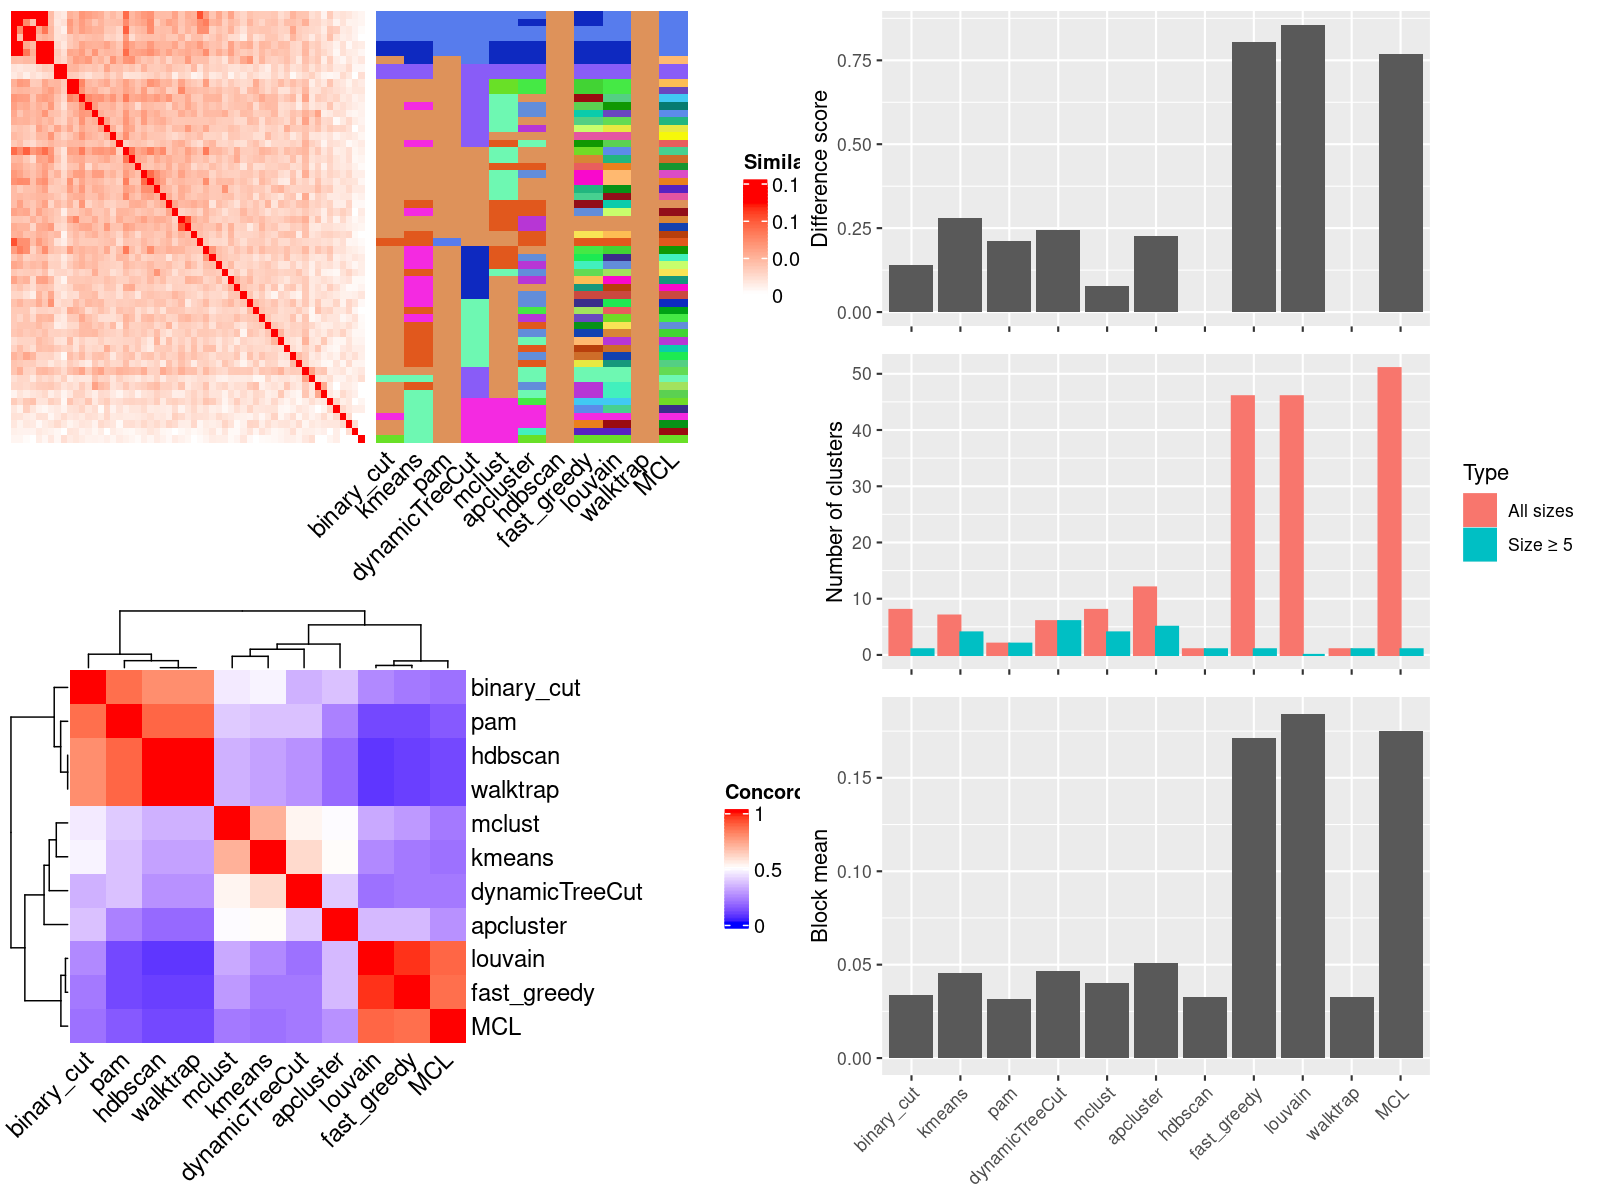 Simila
0.1
0.1
0.0
0
binary_cut
kmeans
pam
dynamicTreeCut
mclust
apcluster
hdbscan
fast_greedy
louvain
walktrap
MCL
Difference score
0.75
0.50
0.25
0.00
Number of clusters
50
40
30
20
10
0
Type
All sizes
Size ≥ 5
binary_cut
pam
hdbscan
walktrap
mclust
kmeans
dynamicTreeCut
apcluster
louvain
fast_greedy
MCL
binary_cut
pam
hdbscan
walktrap
mclust
kmeans
dynamicTreeCut
apcluster
louvain
fast_greedy
MCL
Concord
1
0.5
0
Block mean
0.15
0.10
0.05
0.00
binary_cut
kmeans
pam
dynamicTreeCut
mclust
apcluster
hdbscan
fast_greedy
louvain
walktrap
MCL